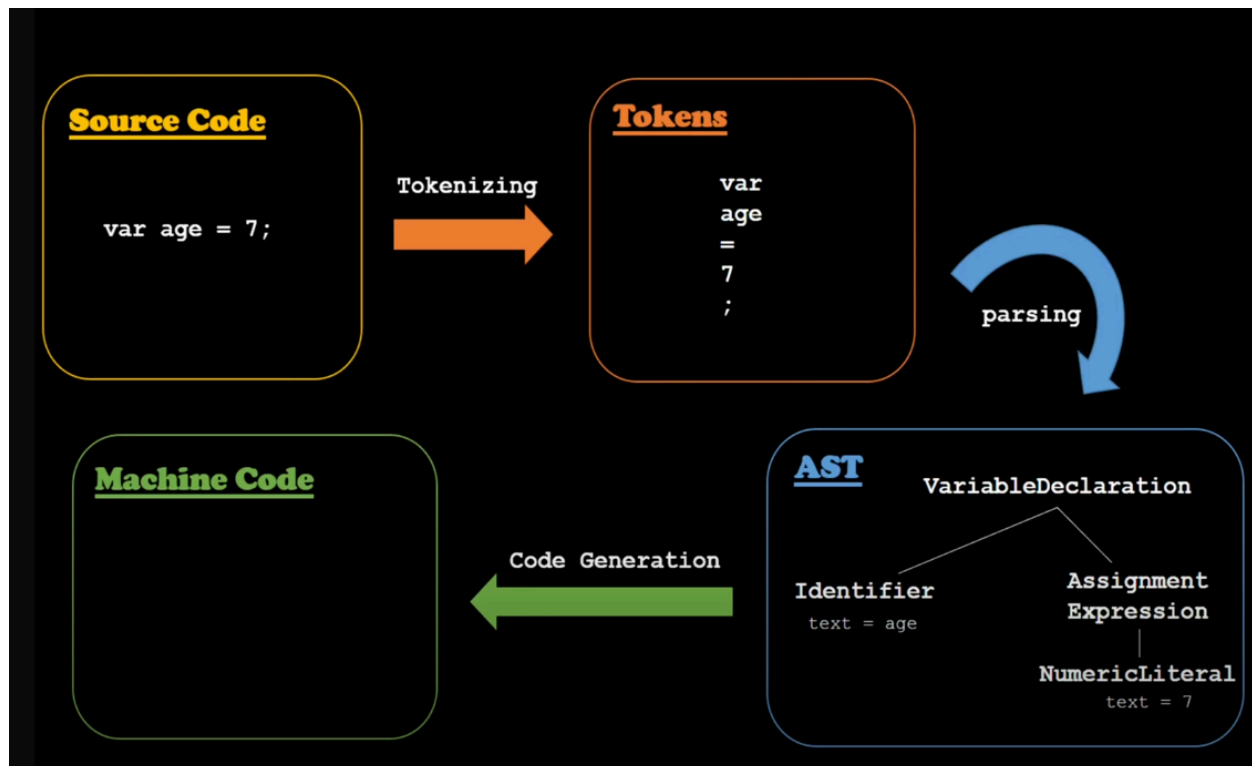 Source Code
var age = 7;
Tokenizing
Tokens
var
age
=
7
;
parsing
AST
VariableDeclaration
Identifier
text = age
Assignment
Expression
NumericLiteral
text = 7
Code Generation
Machine Code